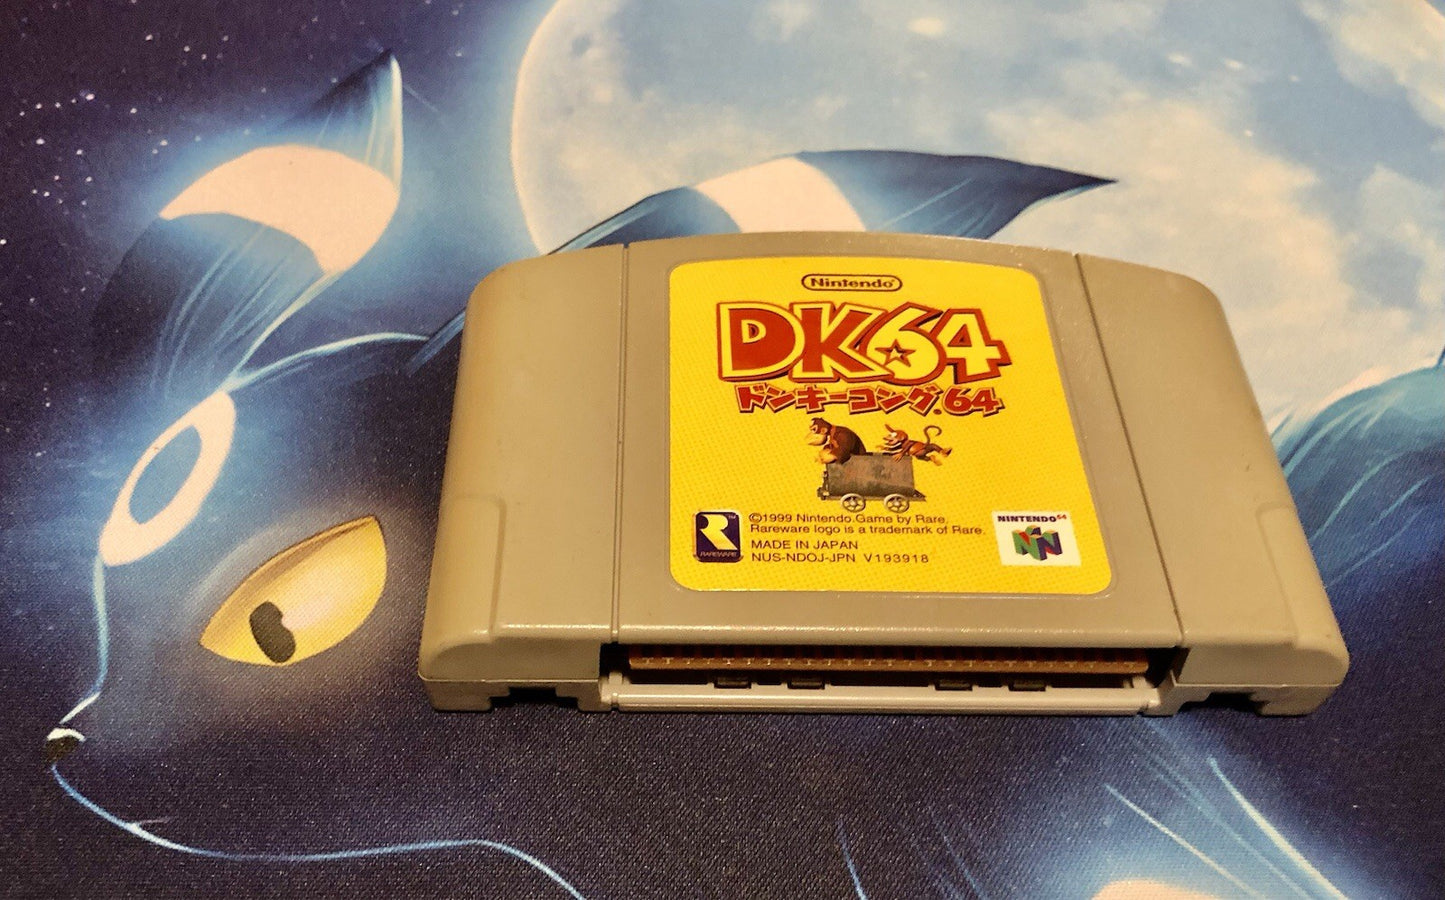 Nintendo
DK64
ドンキーコング64
©1999 Nintendo.Game by Rare.
Rareware logo is a trademark of Rare.
MADE IN JAPAN
NUS-NDOJ-JPN V193918
R™
RAREWARE
NINTENDO64